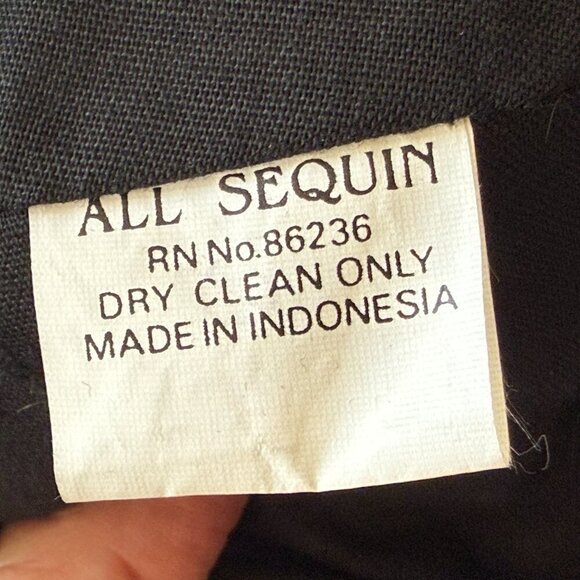 ALL SEQUIN
RN No.86236
DRY CLEAN ONLY
MADE IN INDONESIA